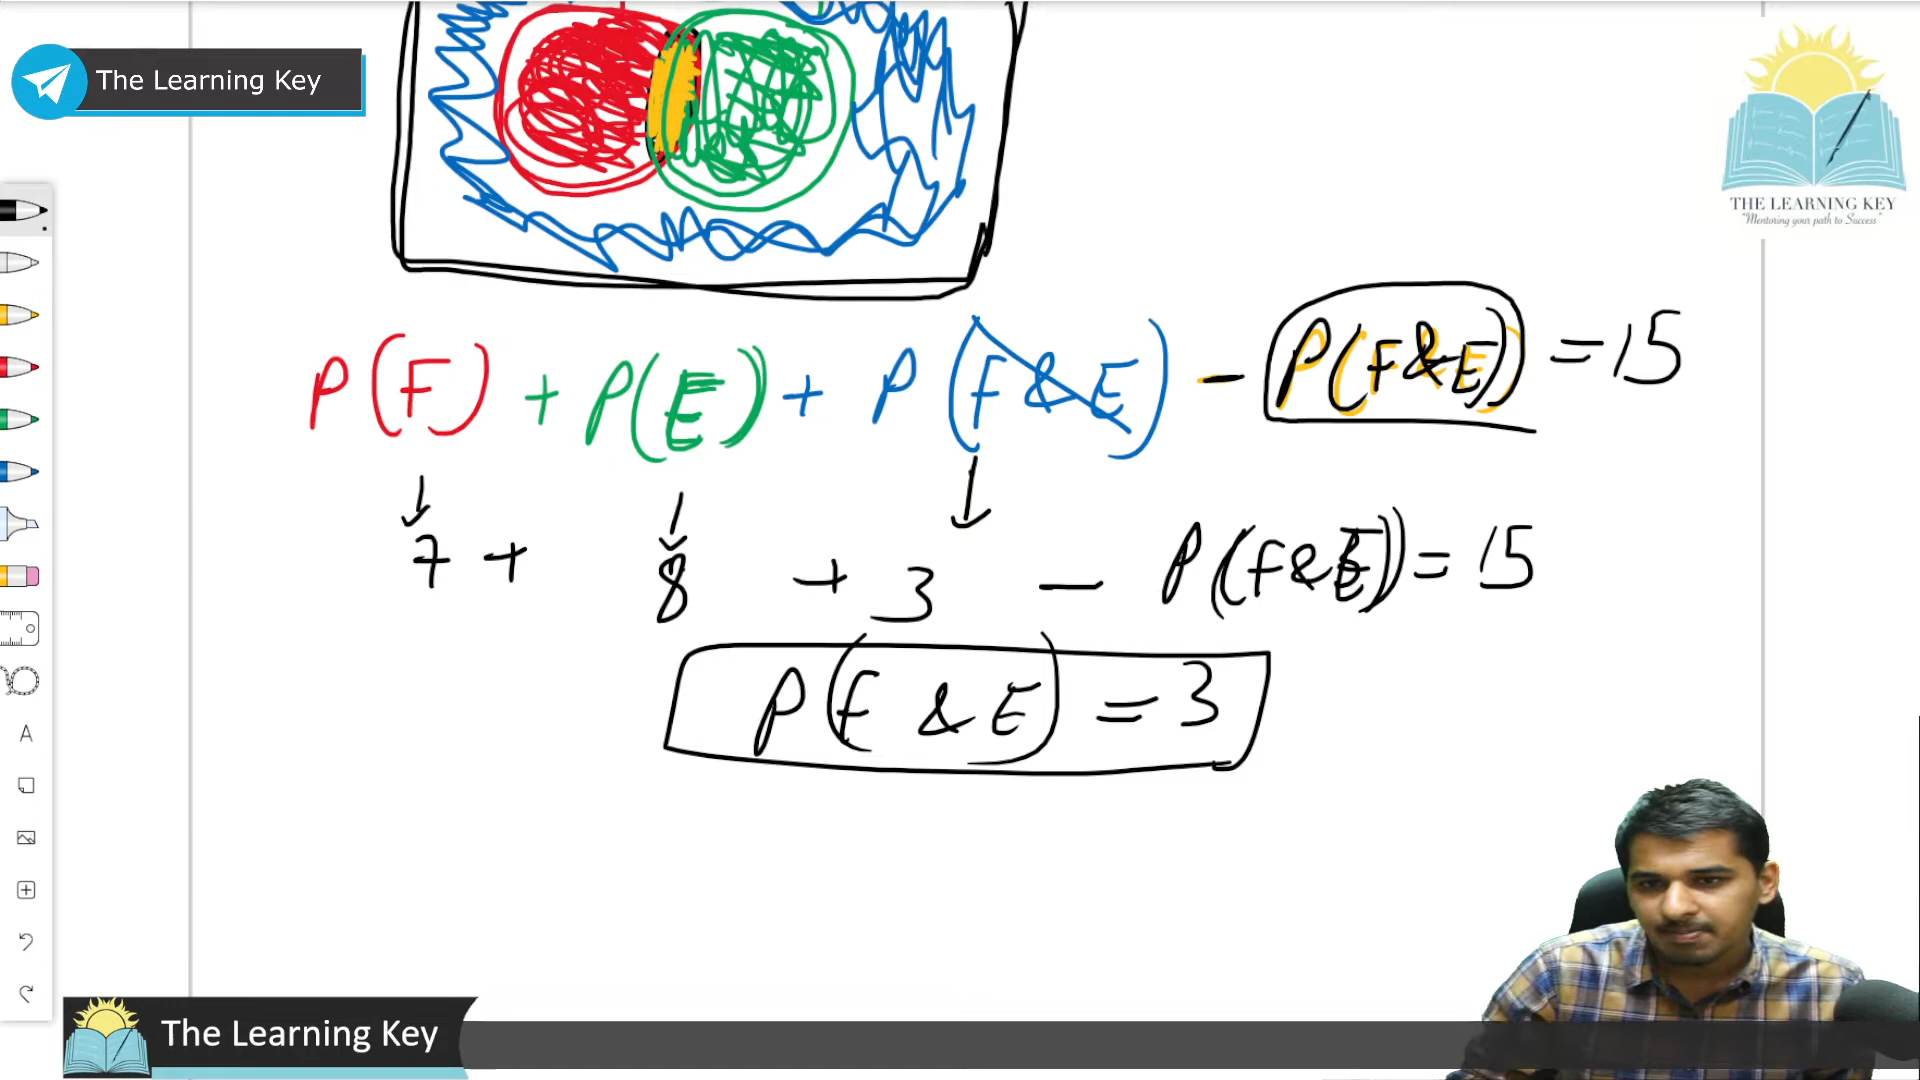 The Learning Key
THE LEARNING KEY
"Mentoring your path to Success"
P(F) + P(E) + P(F & E) - P(F&E) = 15
7 + 8 + 3 - P(F&E) = 15
P(F & E) = 3
A
The Learning Key